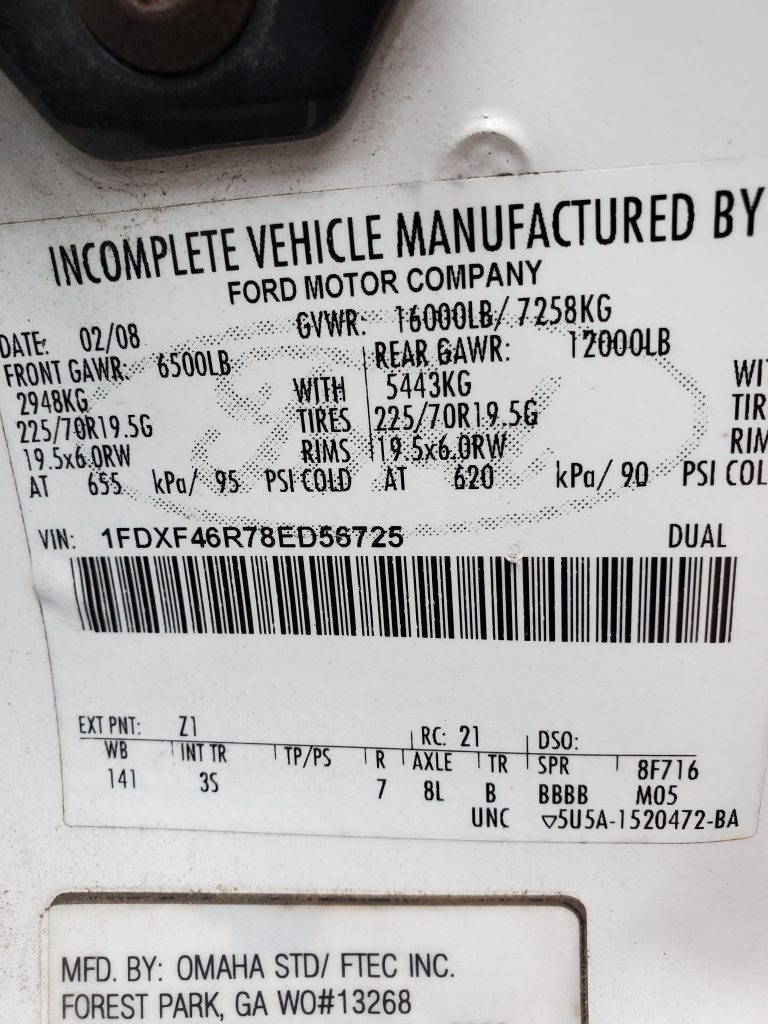 INCOMPLETE VEHICLE MANUFACTURED BY
FORD MOTOR COMPANY
DATE: 02/08 GVWR: 16000LB/ 7258KG
FRONT GAWR: 6500LB REAR GAWR: 12000LB
2948KG WITH 5443KG WIT
225/70R19.5G TIRES 225/70R19.5G TIR
19.5x6.0RW RIMS 19.5x6.0RW RIM
AT 655 kPa/ 95 PSI COLD AT 620 kPa/ 90 PSI COL
VIN: 1FDXF46R78ED56725 DUAL
EXT PNT: Z1 RC: 21 DSO:
WB INT TR TP/PS R AXLE TR SPR 8F716
141 3S 7 8L B BBBB M05
UNC ▽5U5A-1520472-BA
MFD. BY: OMAHA STD/ FTEC INC.
FOREST PARK, GA WO#13268